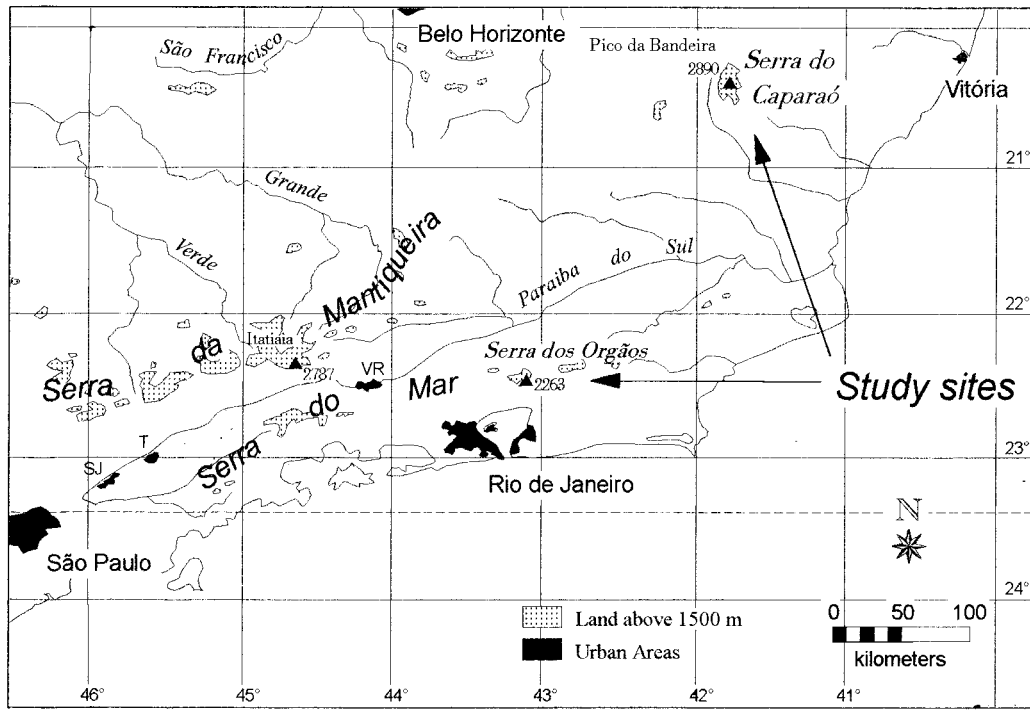 São Francisco
Belo Horizonte
Pico da Bandeira
2890
Serra do
Caparaó
Vitória
21°
Grande
Verde
Serra da Mantiqueira
Paraiba do Sul
22°
Itatiaia
2787
VR
Serra dos Orgãos
2263
Study sites
Serra do Mar
T
SJ
23°
Rio de Janeiro
N
São Paulo
24°
Land above 1500 m
Urban Areas
0 50 100
kilometers
46° 45° 44° 43° 42° 41°